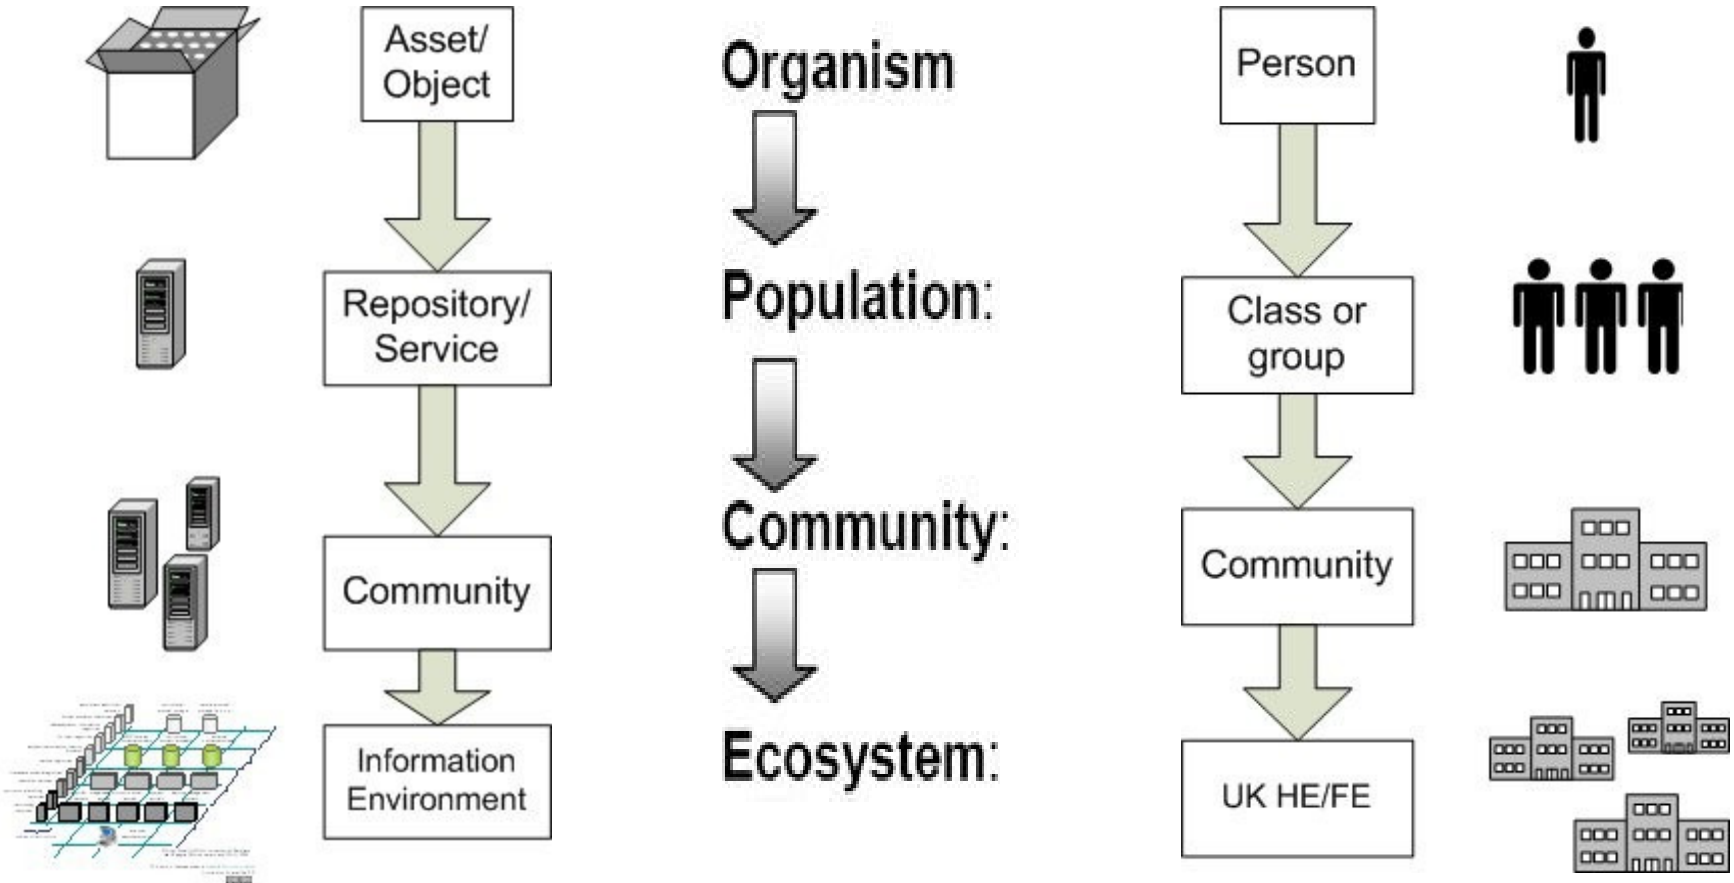 Asset/
Object
Organism
Person
Repository/
Service
Population:
Class or
group
Community
Community:
Community
Information
Environment
Ecosystem:
UK HE/FE